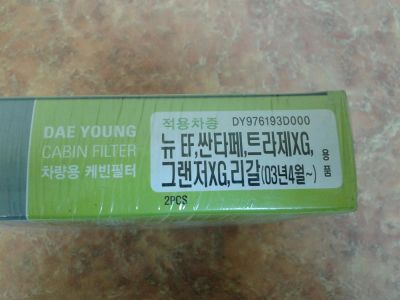 DAE YOUNG
CABIN FILTER
차량용 케빈필터
적용차종 DY976193D000
뉴 EF,싼타페,트라제XG,
그랜저XG,리갈(03년4월~)
2PCS